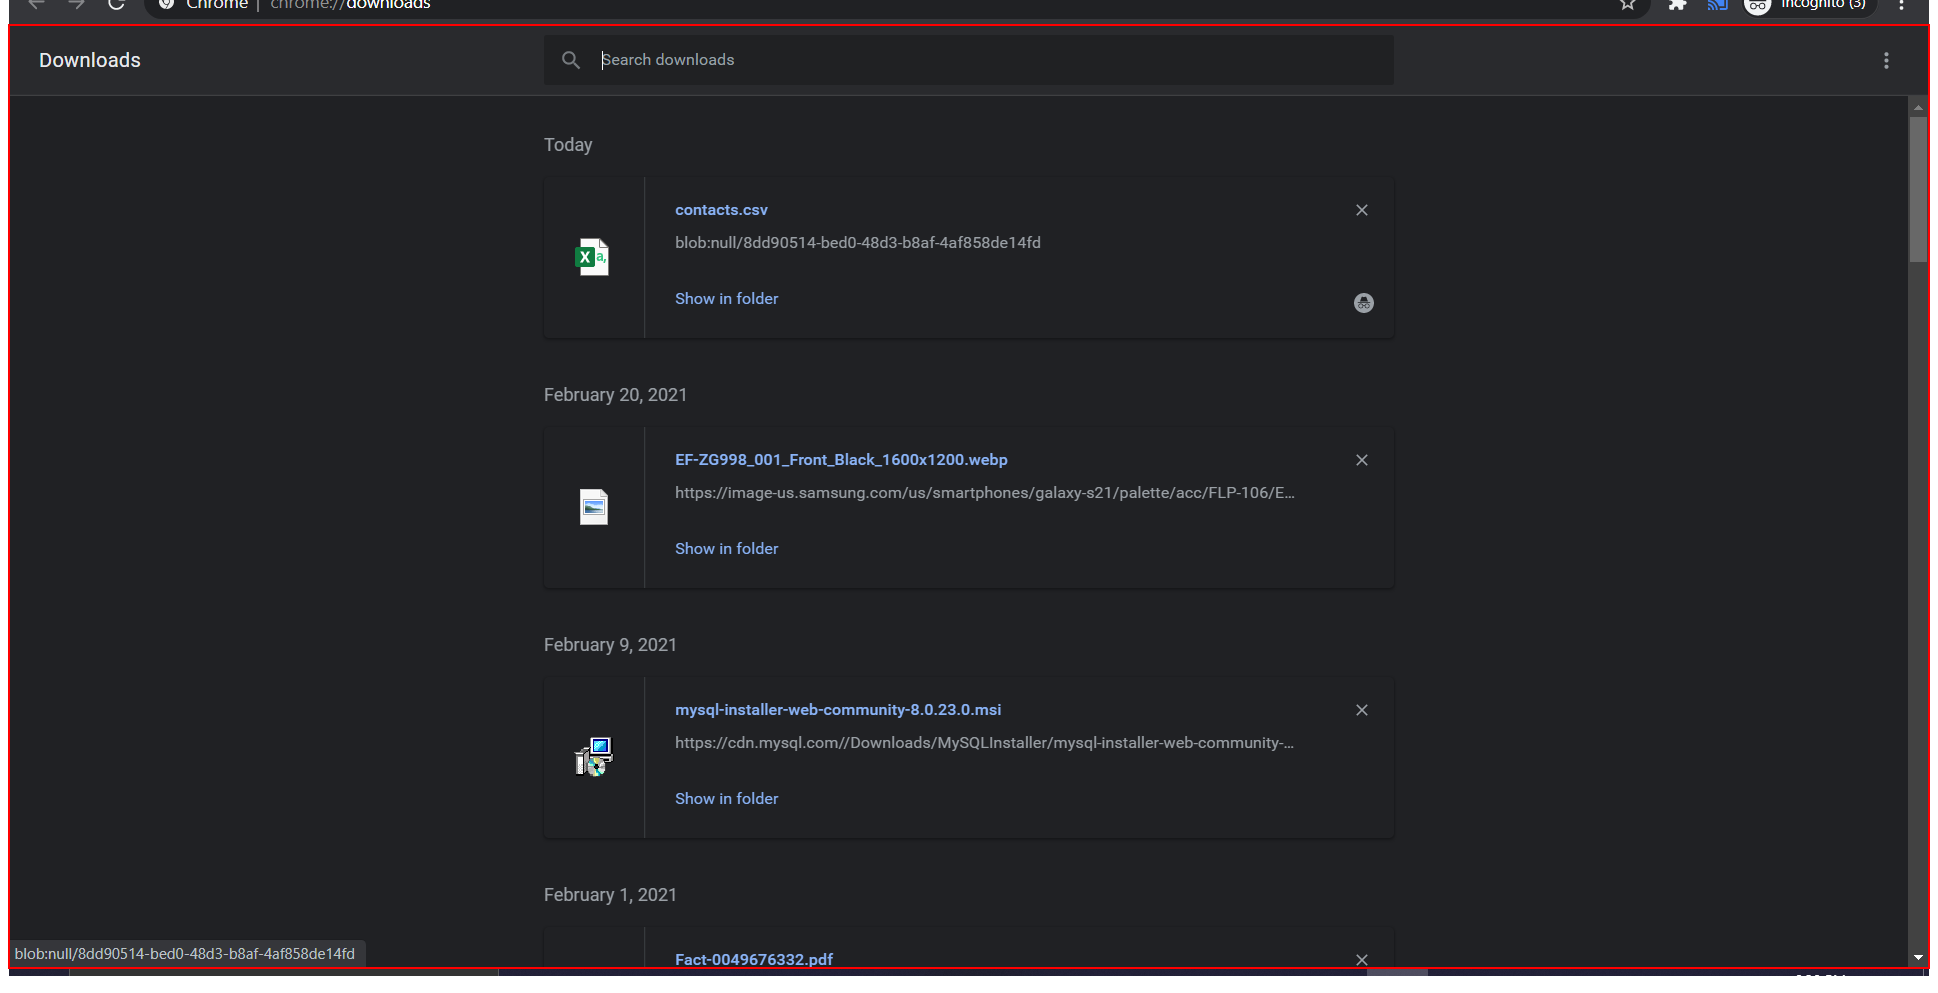 Chrome | chrome://downloads
Incognito (3)
Downloads
Search downloads
Today
contacts.csv
blob:null/8dd90514-bed0-48d3-b8af-4af858de14fd
Show in folder
February 20, 2021
EF-ZG998_001_Front_Black_1600x1200.webp
https://image-us.samsung.com/us/smartphones/galaxy-s21/palette/acc/FLP-106/E...
Show in folder
February 9, 2021
mysql-installer-web-community-8.0.23.0.msi
https://cdn.mysql.com//Downloads/MySQLInstaller/mysql-installer-web-community-...
Show in folder
February 1, 2021
Fact-0049676332.pdf
blob:null/8dd90514-bed0-48d3-b8af-4af858de14fd